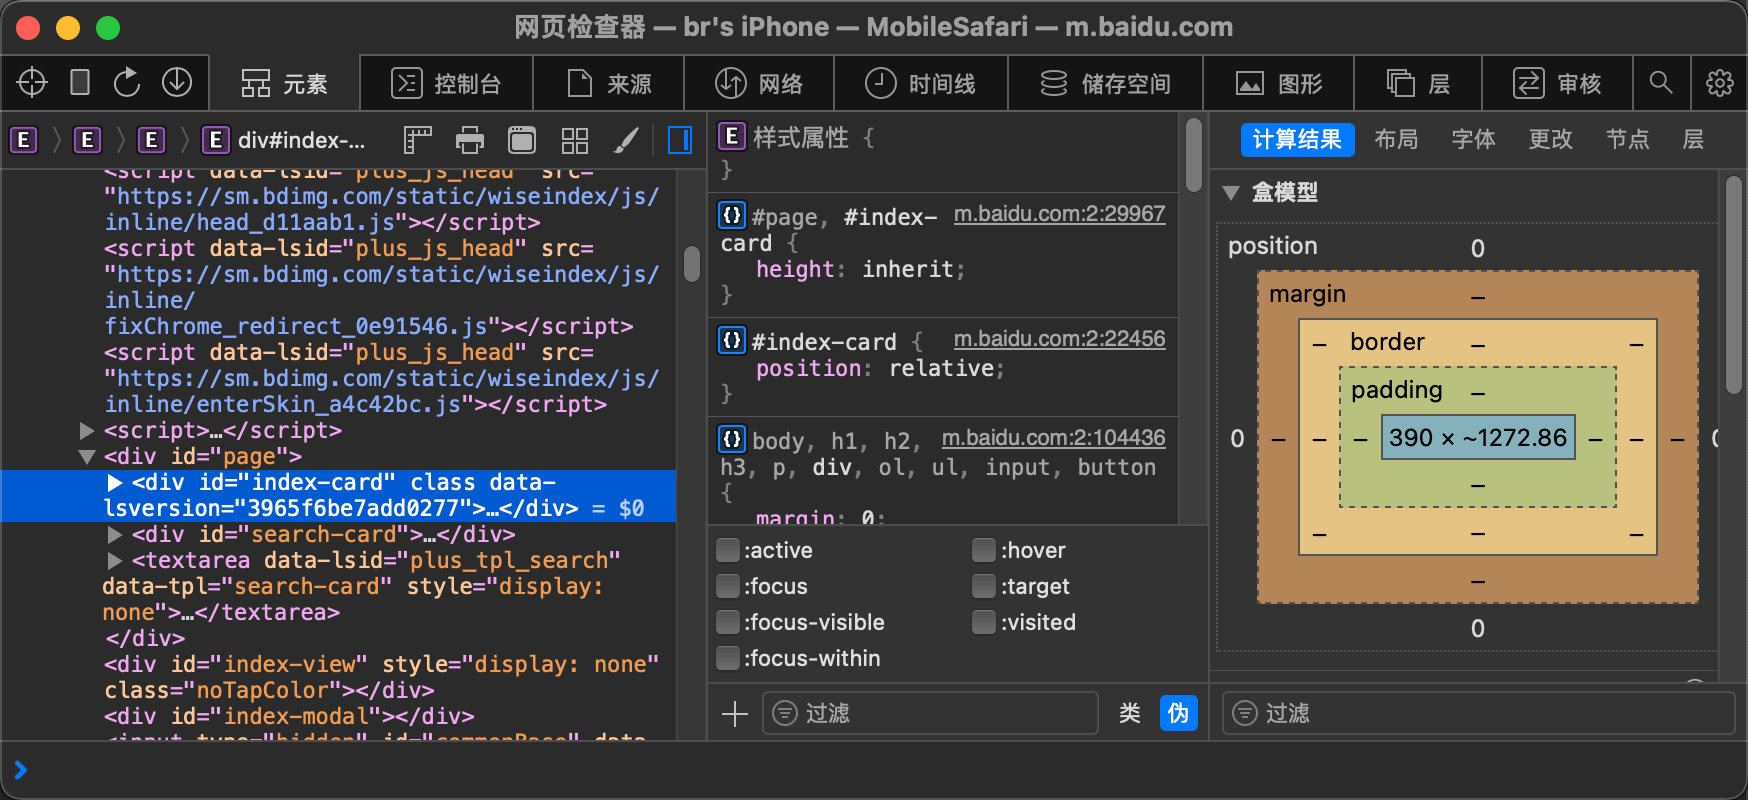 网页检查器 — br's iPhone — MobileSafari — m.baidu.com
元素
控制台
来源
网络
时间线
储存空间
图形
层
审核
E
E
E
E div#index-...
<script data-lsid="plus_js_head" src=
"https://sm.bdimg.com/static/wiseindex/js/
inline/head_d11aab1.js"></script>
<script data-lsid="plus_js_head" src=
"https://sm.bdimg.com/static/wiseindex/js/
inline/
fixChrome_redirect_0e91546.js"></script>
<script data-lsid="plus_js_head" src=
"https://sm.bdimg.com/static/wiseindex/js/
inline/enterSkin_a4c42bc.js"></script>
<script>…</script>
<div id="page">
<div id="index-card" class data-
lsversion="3965f6be7add0277">…</div> = $0
<div id="search-card">…</div>
<textarea data-lsid="plus_tpl_search"
data-tpl="search-card" style="display:
none">…</textarea>
</div>
<div id="index-view" style="display: none"
class="noTapColor"></div>
<div id="index-modal"></div>
<input type="hidden" id="commonBase" data-
E 样式属性 {
}
{} #page, #index- m.baidu.com:2:29967
card {
height: inherit;
}
{} #index-card { m.baidu.com:2:22456
position: relative;
}
{} body, h1, h2, m.baidu.com:2:104436
h3, p, div, ol, ul, input, button
{
margin: 0;
:active
:hover
:focus
:target
:focus-visible
:visited
:focus-within
过滤
类
伪
计算结果
布局
字体
更改
节点
层
盒模型
position
0
margin
–
– border – –
padding –
0 – – – 390 × ~1272.86 – – –
–
– – –
–
0
过滤